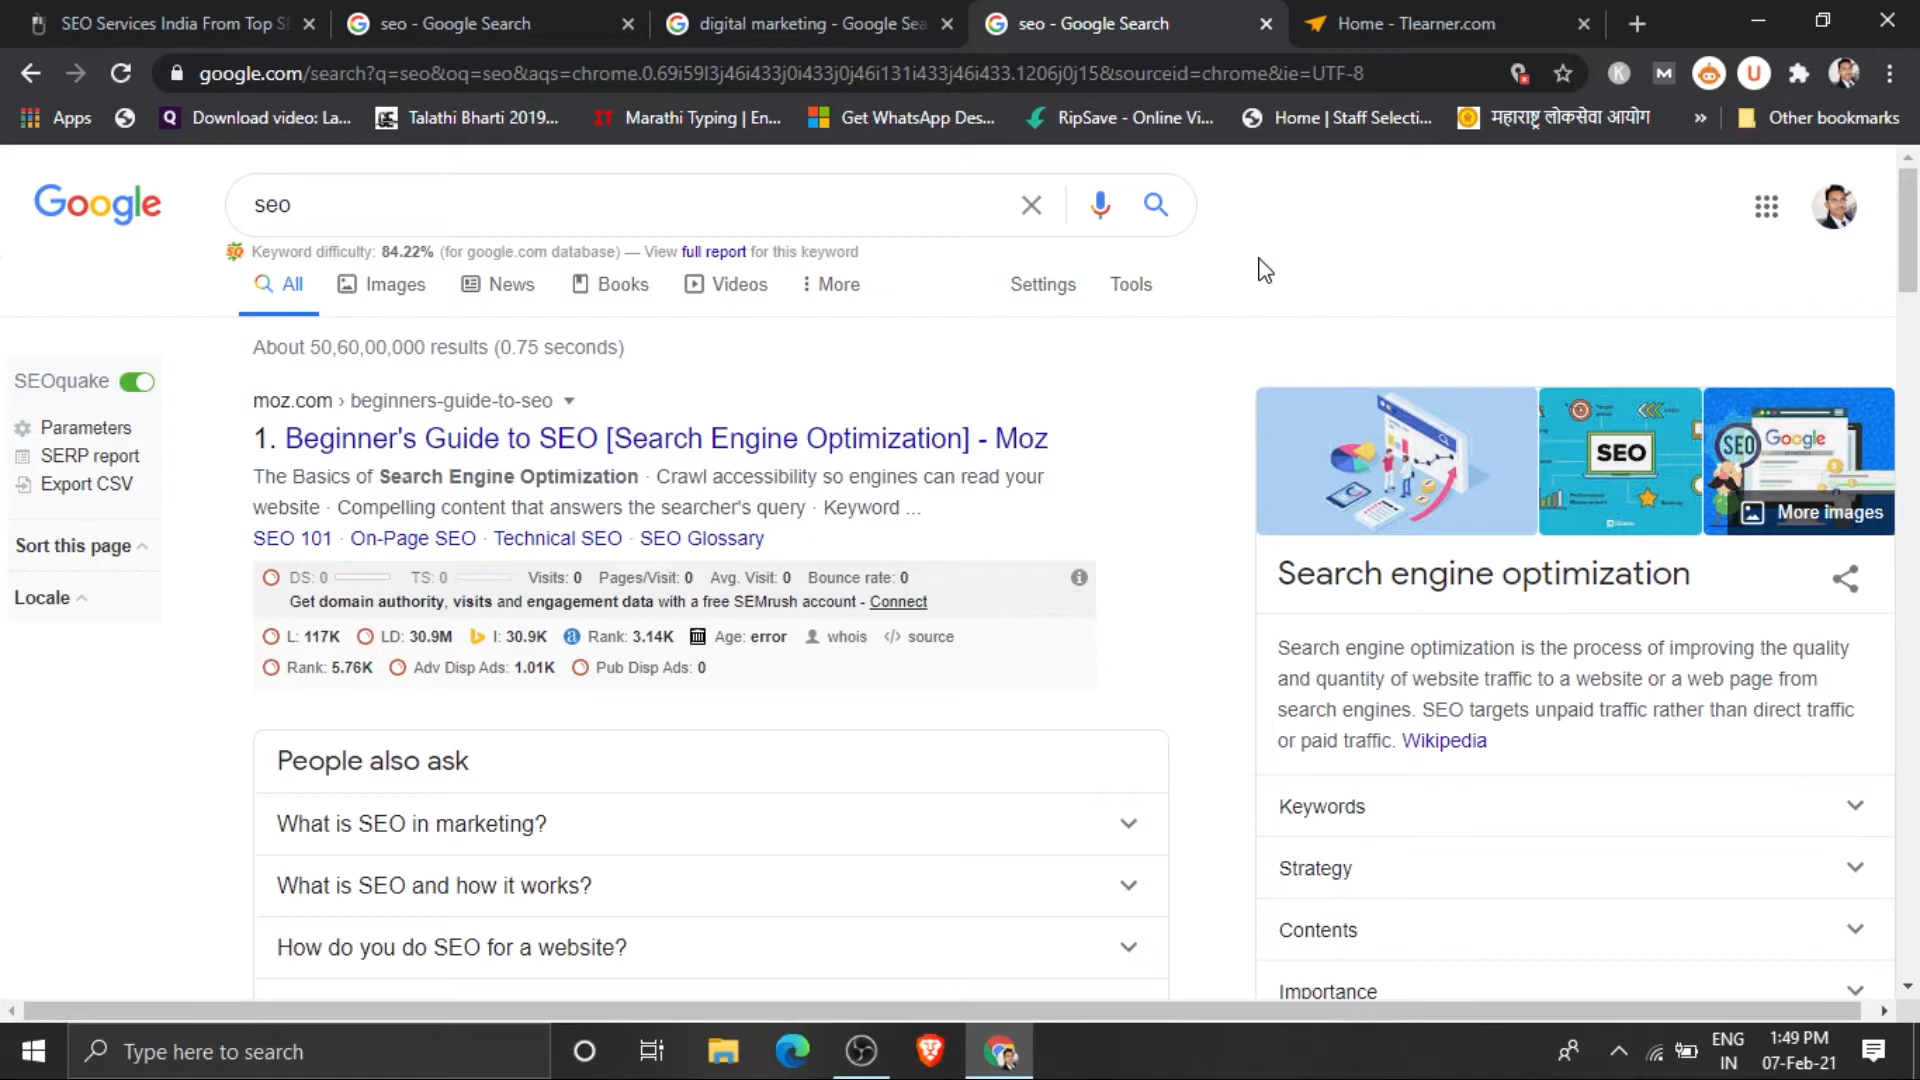 SEO Services India From Top S
seo - Google Search
digital marketing - Google Sea
seo - Google Search
Home - Tlearner.com
google.com/search?q=seo&oq=seo&aqs=chrome.0.69i59l3j46i433j0i433j0j46i131i433j46i433.1206j0j15&sourceid=chrome&ie=UTF-8
Apps
Download video: La...
Talathi Bharti 2019...
Marathi Typing | En...
Get WhatsApp Des...
RipSave - Online Vi...
Home | Staff Selecti...
महाराष्ट्र लोकसेवा आयोग
»
Other bookmarks
Google
seo
Keyword difficulty: 84.22% (for google.com database) — View full report for this keyword
All
Images
News
Books
Videos
More
Settings
Tools
About 50,60,00,000 results (0.75 seconds)
SEOquake
Parameters
SERP report
Export CSV
Sort this page
Locale
moz.com › beginners-guide-to-seo
1. Beginner's Guide to SEO [Search Engine Optimization] - Moz
The Basics of Search Engine Optimization · Crawl accessibility so engines can read your
website · Compelling content that answers the searcher's query · Keyword ...
SEO 101 · On-Page SEO · Technical SEO · SEO Glossary
DS: 0 TS: 0 Visits: 0 Pages/Visit: 0 Avg. Visit: 0 Bounce rate: 0
Get domain authority, visits and engagement data with a free SEMrush account - Connect
L: 117K LD: 30.9M I: 30.9K Rank: 3.14K Age: error whois source
Rank: 5.76K Adv Disp Ads: 1.01K Pub Disp Ads: 0
People also ask
What is SEO in marketing?
What is SEO and how it works?
How do you do SEO for a website?
SEO
SEO Google
More images
Search engine optimization
Search engine optimization is the process of improving the quality
and quantity of website traffic to a website or a web page from
search engines. SEO targets unpaid traffic rather than direct traffic
or paid traffic. Wikipedia
Keywords
Strategy
Contents
Importance
Type here to search
ENG
IN
1:49 PM
07-Feb-21